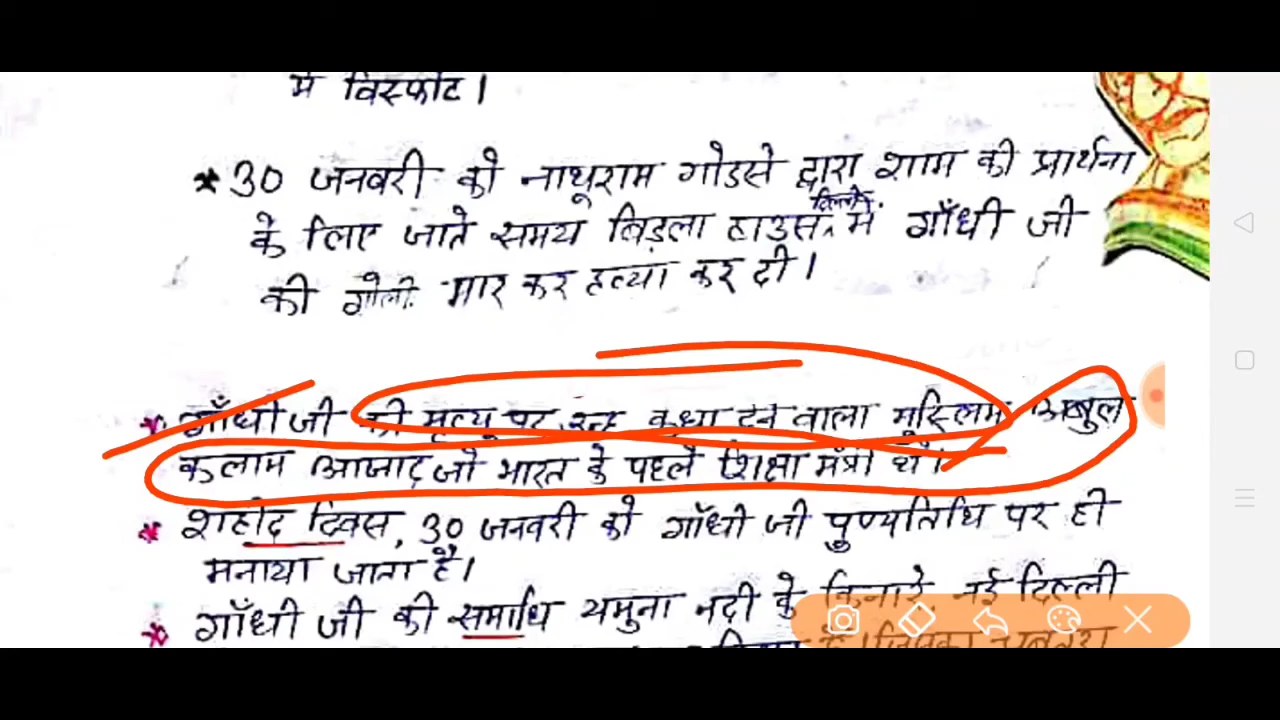 में विस्फोट।
* 30 जनवरी को नाथूराम गोडसे द्वारा शाम की प्रार्थना
दिल्ली
के लिए जाते समय बिड़ला हाउस में गाँधी जी
की गोली मार कर हत्या कर दी।
* गाँधी जी की मृत्यु पर उन्हें कंधा देने वाला मुस्लिम अबुल
कलाम आजाद जो भारत के पहले शिक्षा मंत्री थे।
* शहीद दिवस, 30 जनवरी को गाँधी जी पुण्यतिथि पर ही
मनाया जाता है।
* गाँधी जी की समाधि यमुना नदी के किनारे नई दिल्ली